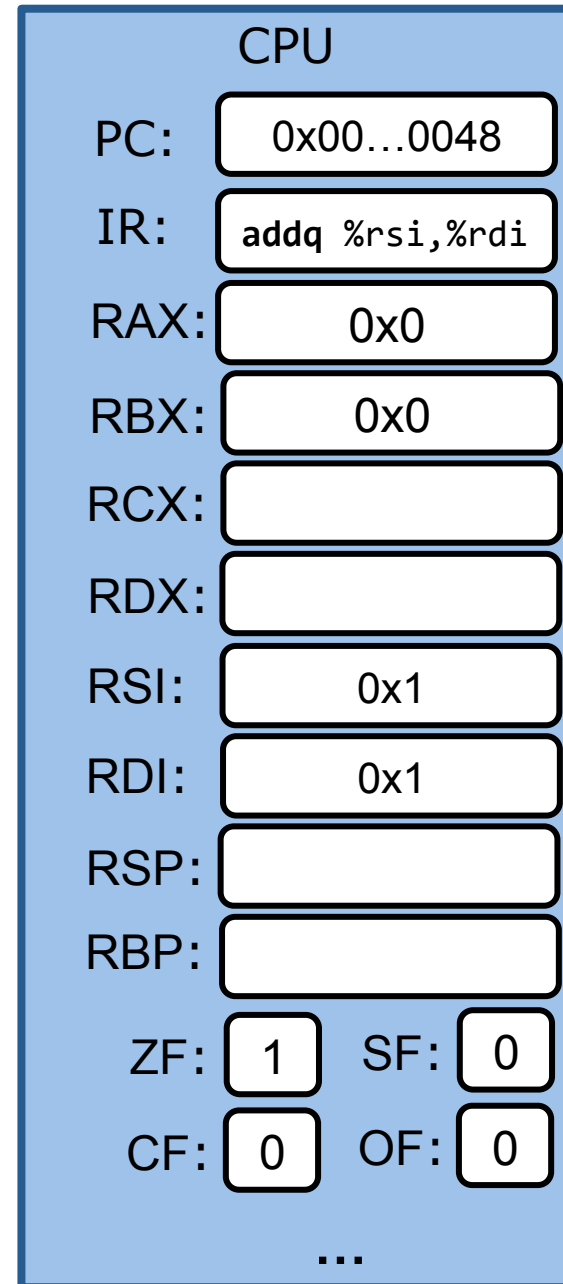 CPU
PC: 0x00...0048
IR: addq %rsi,%rdi
RAX: 0x0
RBX: 0x0
RCX:
RDX:
RSI: 0x1
RDI: 0x1
RSP:
RBP:
ZF: 1 SF: 0
CF: 0 OF: 0
...